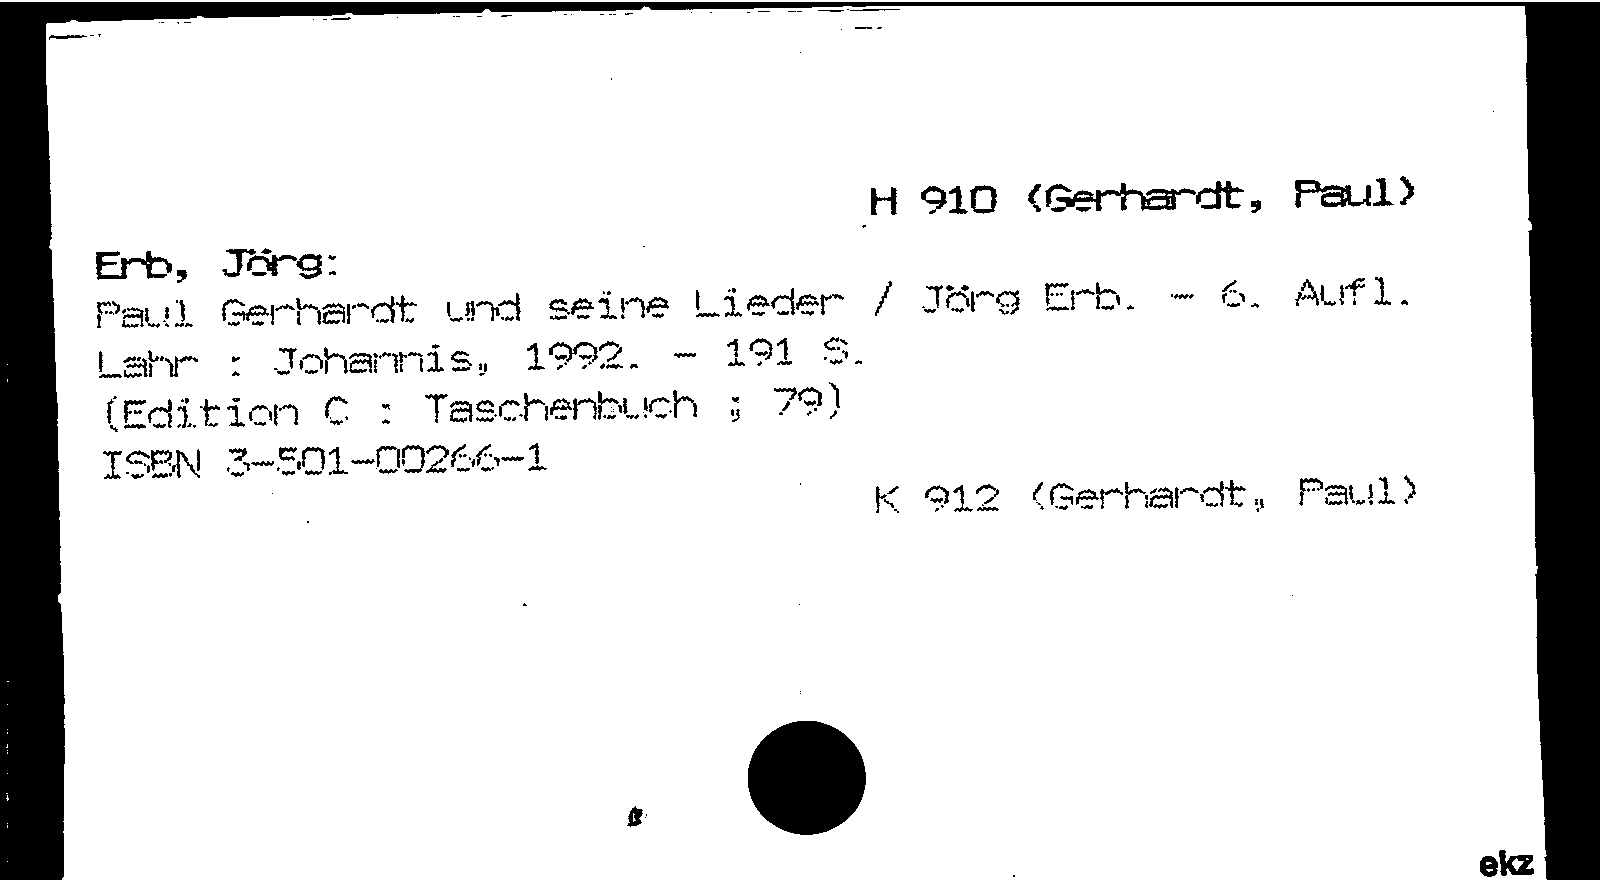 H 910 (Gerhardt, Paul)
Erb, Jörg:
Paul Gerhardt und seine Lieder / Jörg Erb. - 6. Aufl.
Lahr : Johannis, 1992. - 191 S.
(Edition C : Taschenbuch ; 79)
ISBN 3-501-00266-1
K 912 (Gerhardt, Paul)
ekz